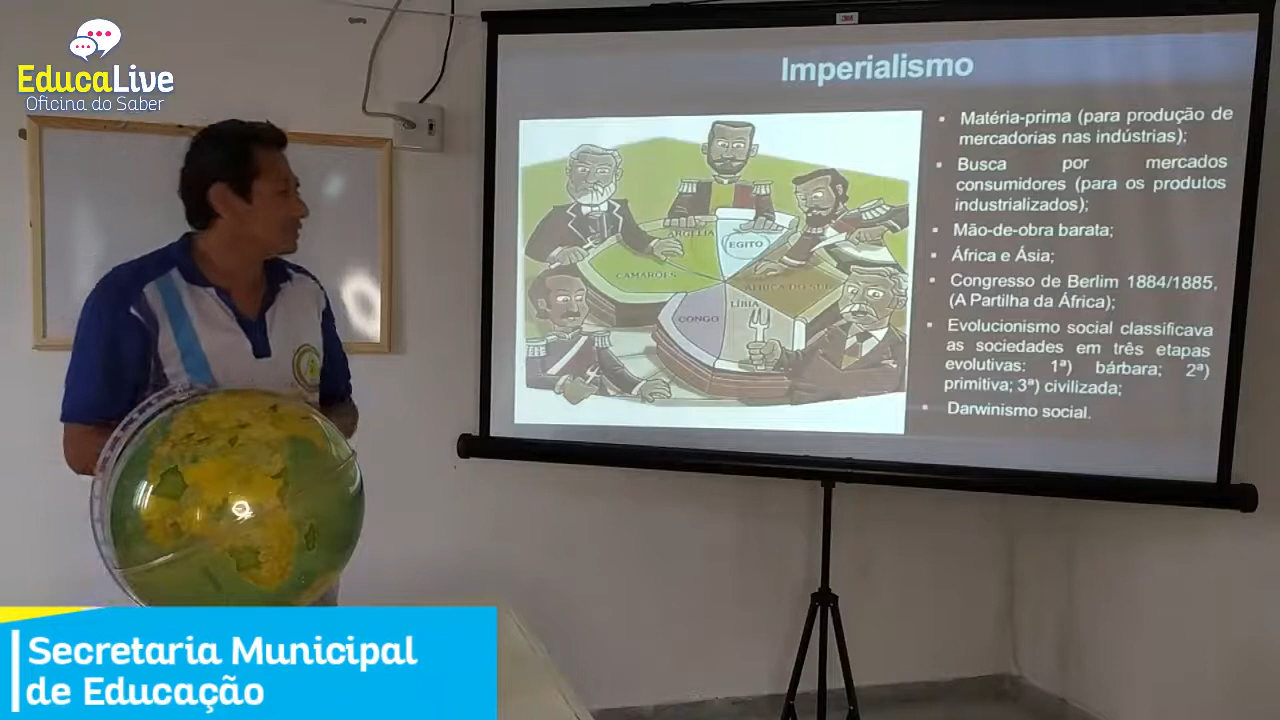 EducaLive
Oficina do Saber
3M
Imperialismo
ARGÉLIA
EGITO
CAMARÕES
ÁFRICA DO SUL
LÍBIA
CONGO
▪ Matéria-prima (para produção de
mercadorias nas indústrias);
▪ Busca por mercados
consumidores (para os produtos
industrializados);
▪ Mão-de-obra barata;
▪ África e Ásia;
▪ Congresso de Berlim 1884/1885,
(A Partilha da África);
▪ Evolucionismo social classificava
as sociedades em três etapas
evolutivas: 1ª) bárbara; 2ª)
primitiva; 3ª) civilizada;
▪ Darwinismo social.
Secretaria Municipal
de Educação